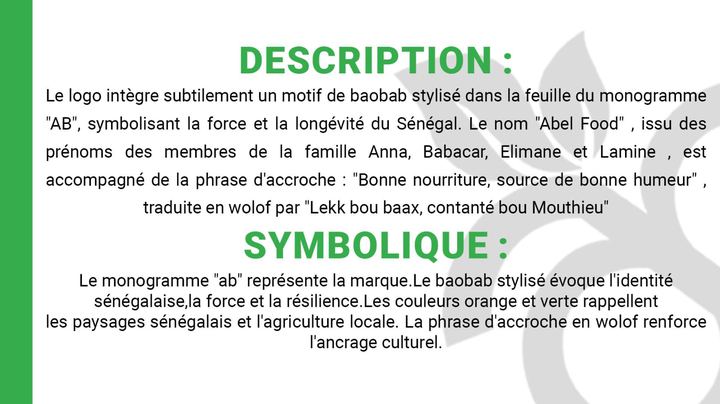 DESCRIPTION :
Le logo intègre subtilement un motif de baobab stylisé dans la feuille du monogramme
"AB", symbolisant la force et la longévité du Sénégal. Le nom "Abel Food" , issu des
prénoms des membres de la famille Anna, Babacar, Elimane et Lamine , est
accompagné de la phrase d'accroche : "Bonne nourriture, source de bonne humeur" ,
traduite en wolof par "Lekk bou baax, contanté bou Mouthieu"
SYMBOLIQUE :
Le monogramme "ab" représente la marque.Le baobab stylisé évoque l'identité
sénégalaise,la force et la résilience.Les couleurs orange et verte rappellent
les paysages sénégalais et l'agriculture locale. La phrase d'accroche en wolof renforce
l'ancrage culturel.